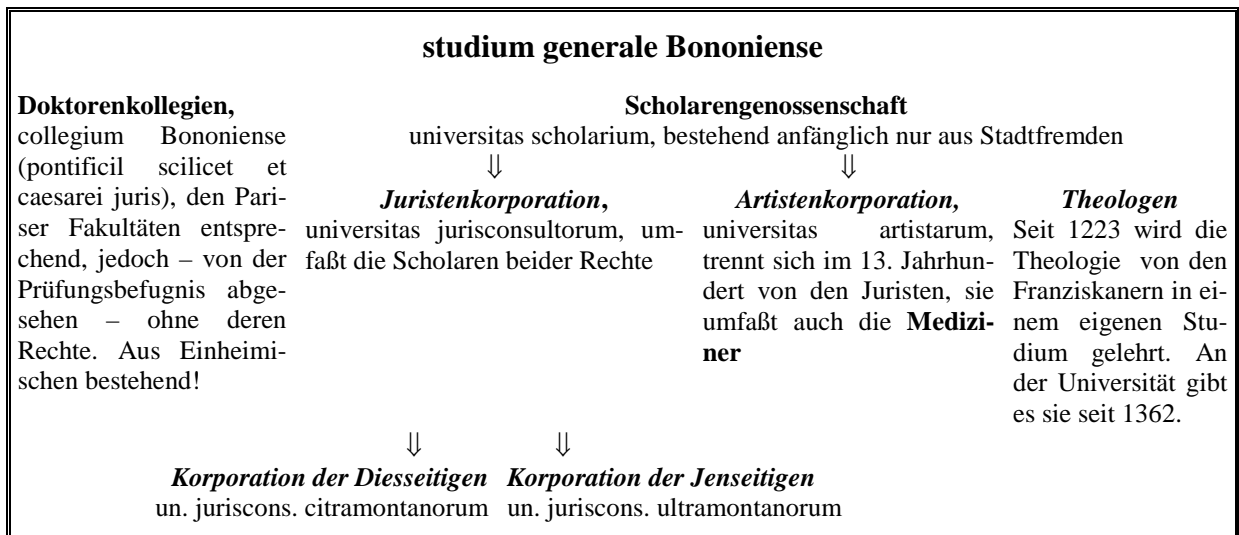 studium generale Bononiense
Doktorenkollegien,
collegium Bononiense
(pontificil scilicet et
caesarei juris), den Pari-
ser Fakultäten entspre-
chend, jedoch – von der
Prüfungsbefugnis abge-
sehen – ohne deren
Rechte. Aus Einheimi-
schen bestehend!
Scholarengenossenschaft
universitas scholarium, bestehend anfänglich nur aus Stadtfremden
⇓ ⇓
Juristenkorporation,
universitas jurisconsultorum, um-
faßt die Scholaren beider Rechte
Artistenkorporation,
universitas artistarum,
trennt sich im 13. Jahrhun-
dert von den Juristen, sie
umfaßt auch die Medizi-
ner
Theologen
Seit 1223 wird die
Theologie von den
Franziskanern in ei-
nem eigenen Stu-
dium gelehrt. An
der Universität gibt
es sie seit 1362.
⇓ ⇓
Korporation der Diesseitigen
un. juriscons. citramontanorum
Korporation der Jenseitigen
un. juriscons. ultramontanorum